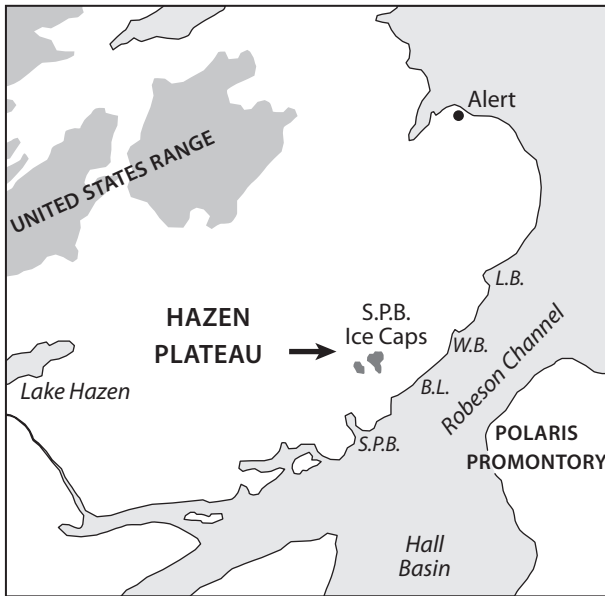 Alert
UNITED STATES RANGE
L.B.
HAZEN
PLATEAU
S.P.B.
Ice Caps
W.B.
Robeson Channel
B.L.
Lake Hazen
S.P.B.
POLARIS
PROMONTORY
Hall
Basin